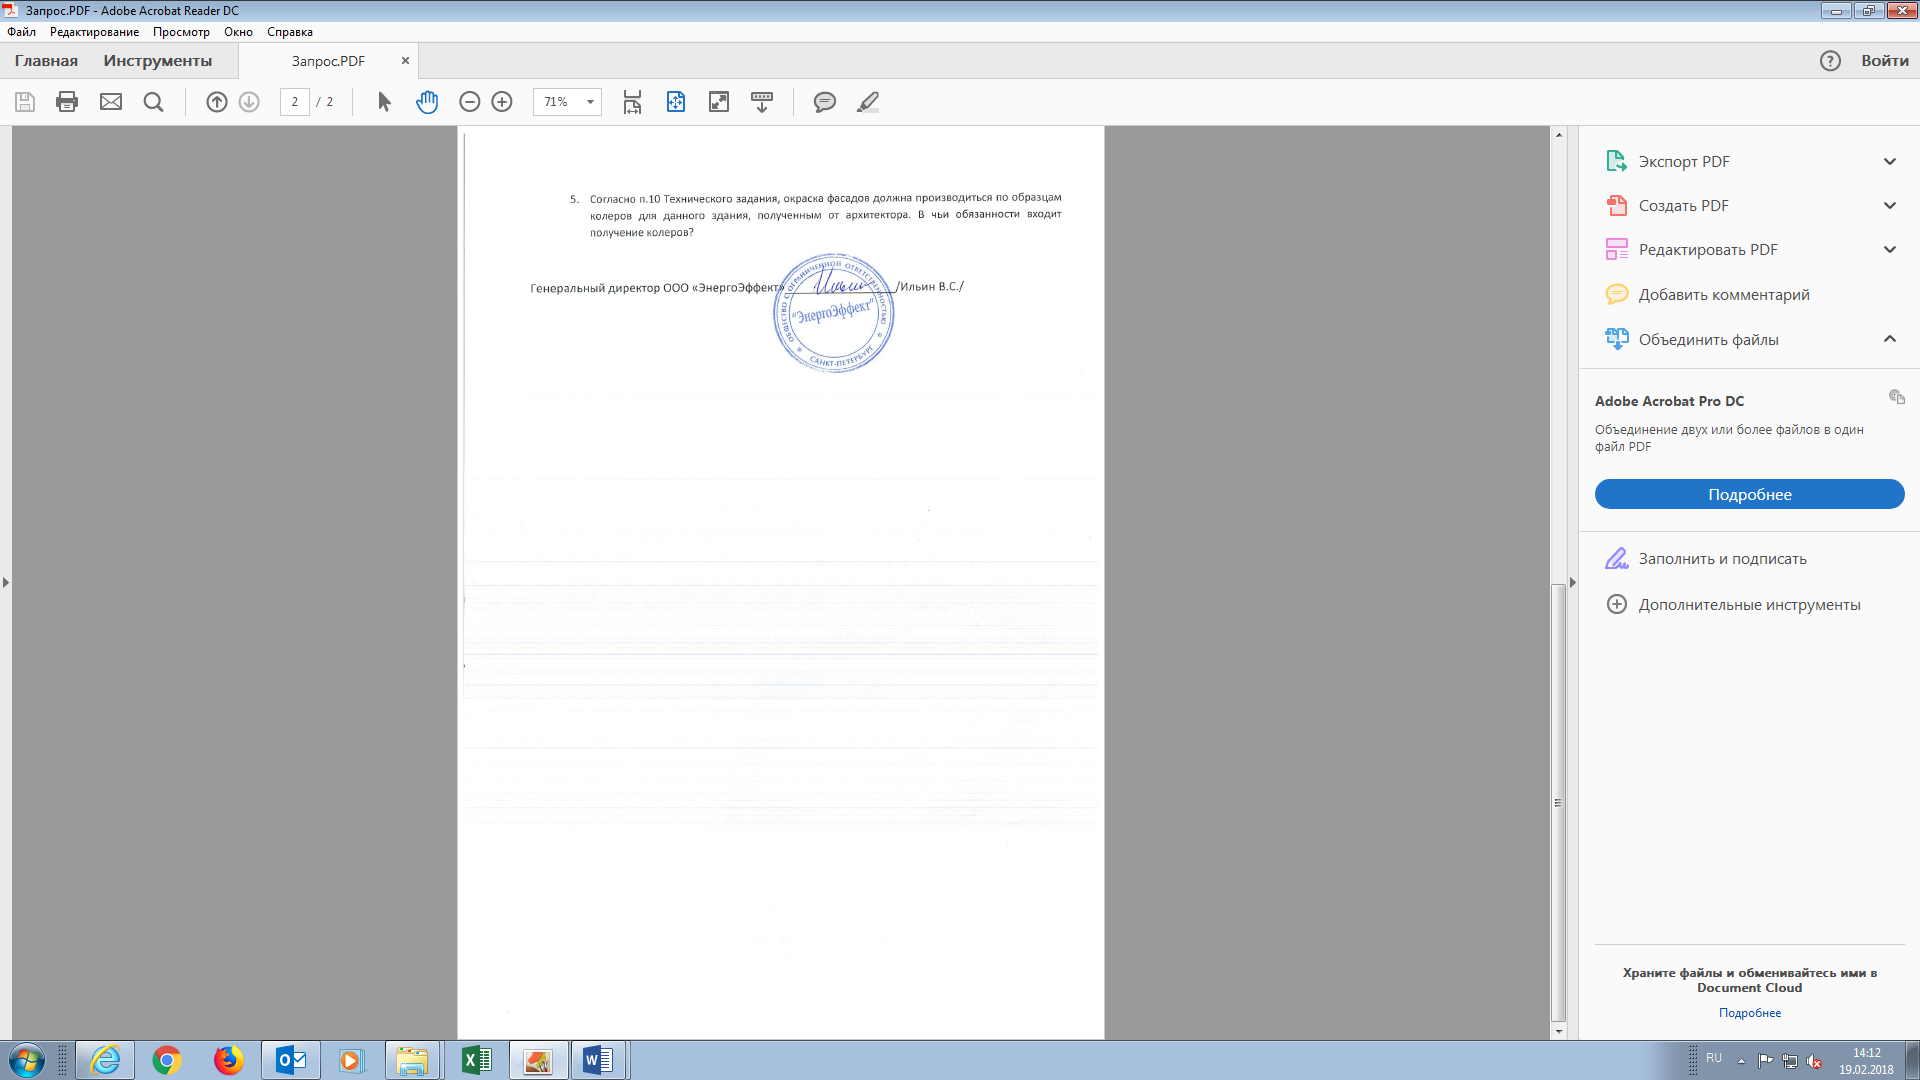 Запрос.PDF - Adobe Acrobat Reader DC
Файл Редактирование Просмотр Окно Справка
Главная Инструменты Запрос.PDF × ? Войти
2 / 2 71%
5. Согласно п.10 Технического задания, окраска фасадов должна производиться по образцам
колеров для данного здания, полученным от архитектора. В чьи обязанности входит
получение колеров?
Генеральный директор ООО «ЭнергоЭффект» /Ильин В.С./
ОБЩЕСТВО С ОГРАНИЧЕННОЙ ОТВЕТСТВЕННОСТЬЮ
"ЭнергоЭффект"
* САНКТ-ПЕТЕРБУРГ *
Экспорт PDF
Создать PDF
Редактировать PDF
Добавить комментарий
Объединить файлы
Adobe Acrobat Pro DC
Объединение двух или более файлов в один
файл PDF
Подробнее
Заполнить и подписать
Дополнительные инструменты
Храните файлы и обменивайтесь ими в
Document Cloud
Подробнее
RU 14:12
19.02.2018